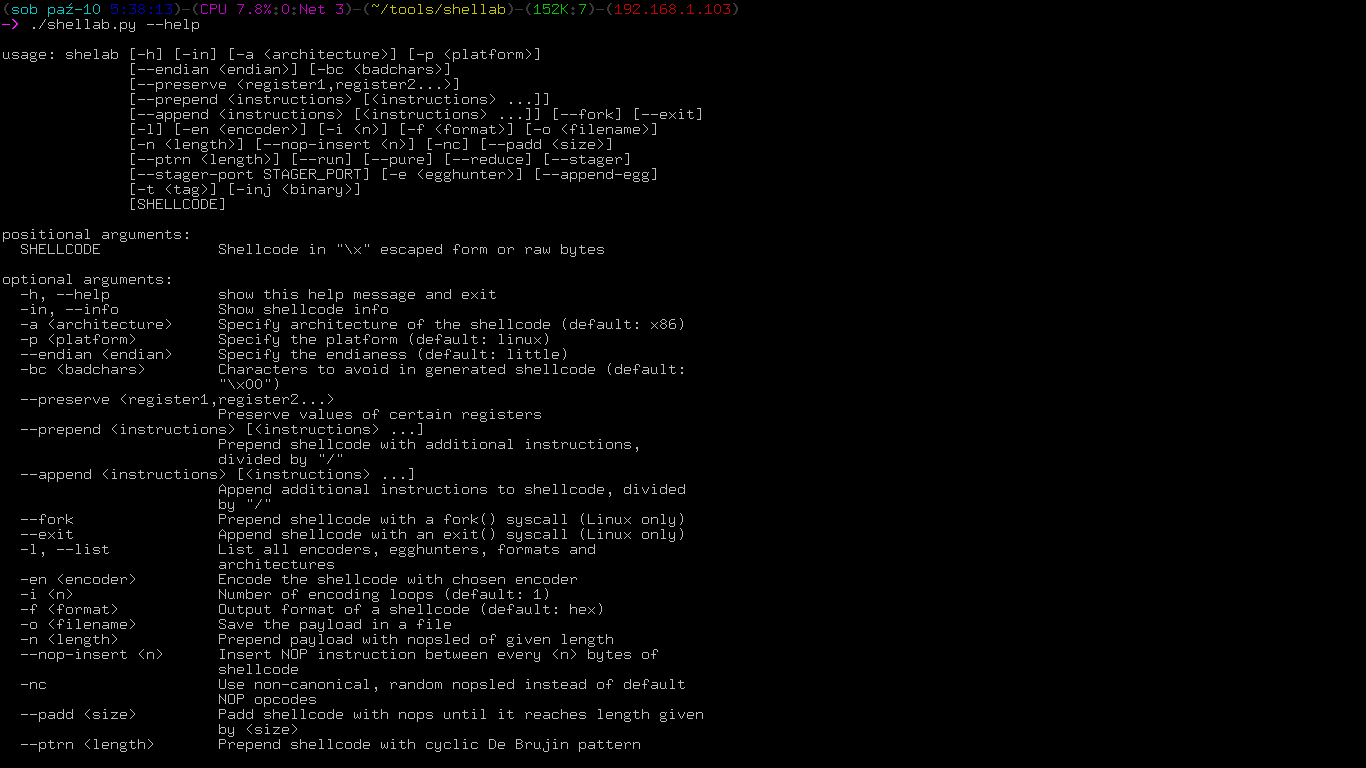 (sob paź-10 5:38:13)-(CPU 7.8%:0:Net 3)-(~/tools/shellab)-(152K:7)-(192.168.1.103)
-> ./shellab.py --help
usage: shelab [-h] [-in] [-a <architecture>] [-p <platform>]
[--endian <endian>] [-bc <badchars>]
[--preserve <register1,register2...>]
[--prepend <instructions> [<instructions> ...]]
[--append <instructions> [<instructions> ...]] [--fork] [--exit]
[-l] [-en <encoder>] [-i <n>] [-f <format>] [-o <filename>]
[-n <length>] [--nop-insert <n>] [-nc] [--padd <size>]
[--ptrn <length>] [--run] [--pure] [--reduce] [--stager]
[--stager-port STAGER_PORT] [-e <egghunter>] [--append-egg]
[-t <tag>] [-inj <binary>]
[SHELLCODE]
positional arguments:
SHELLCODE Shellcode in "\x" escaped form or raw bytes
optional arguments:
-h, --help show this help message and exit
-in, --info Show shellcode info
-a <architecture> Specify architecture of the shellcode (default: x86)
-p <platform> Specify the platform (default: linux)
--endian <endian> Specify the endianess (default: little)
-bc <badchars> Characters to avoid in generated shellcode (default:
"\x00")
--preserve <register1,register2...>
Preserve values of certain registers
--prepend <instructions> [<instructions> ...]
Prepend shellcode with additional instructions,
divided by "/"
--append <instructions> [<instructions> ...]
Append additional instructions to shellcode, divided
by "/"
--fork Prepend shellcode with a fork() syscall (Linux only)
--exit Append shellcode with an exit() syscall (Linux only)
-l, --list List all encoders, egghunters, formats and
architectures
-en <encoder> Encode the shellcode with chosen encoder
-i <n> Number of encoding loops (default: 1)
-f <format> Output format of a shellcode (default: hex)
-o <filename> Save the payload in a file
-n <length> Prepend payload with nopsled of given length
--nop-insert <n> Insert NOP instruction between every <n> bytes of
shellcode
-nc Use non-canonical, random nopsled instead of default
NOP opcodes
--padd <size> Padd shellcode with nops until it reaches length given
by <size>
--ptrn <length> Prepend shellcode with cyclic De Brujin pattern